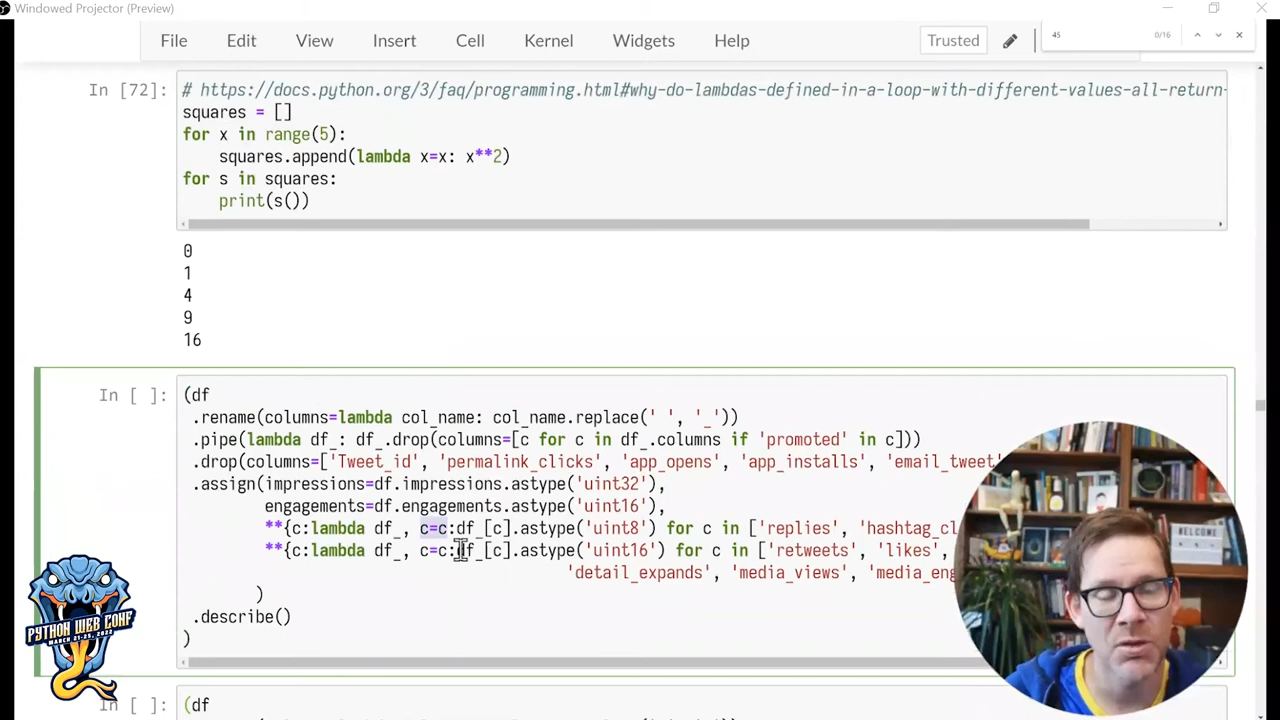 Windowed Projector (Preview)
File Edit View Insert Cell Kernel Widgets Help Trusted
45 0/16
In [72]: # https://docs.python.org/3/faq/programming.html#why-do-lambdas-defined-in-a-loop-with-different-values-all-return-
squares = []
for x in range(5):
    squares.append(lambda x=x: x**2)
for s in squares:
    print(s())
0
1
4
9
16
In [ ]: (df
 .rename(columns=lambda col_name: col_name.replace(' ', '_'))
 .pipe(lambda df_: df_.drop(columns=[c for c in df_.columns if 'promoted' in c]))
 .drop(columns=['Tweet_id', 'permalink_clicks', 'app_opens', 'app_installs', 'email_tweet
 .assign(impressions=df.impressions.astype('uint32'),
         engagements=df.engagements.astype('uint16'),
         **{c:lambda df_, c=c:df_[c].astype('uint8') for c in ['replies', 'hashtag_cl
         **{c:lambda df_, c=c:df_[c].astype('uint16') for c in ['retweets', 'likes',
                                          'detail_expands', 'media_views', 'media_eng
        )
 .describe()
)
In [ ]: (df
WELCOME
PYTHON WEB CONF
MARCH 21-25, 2022